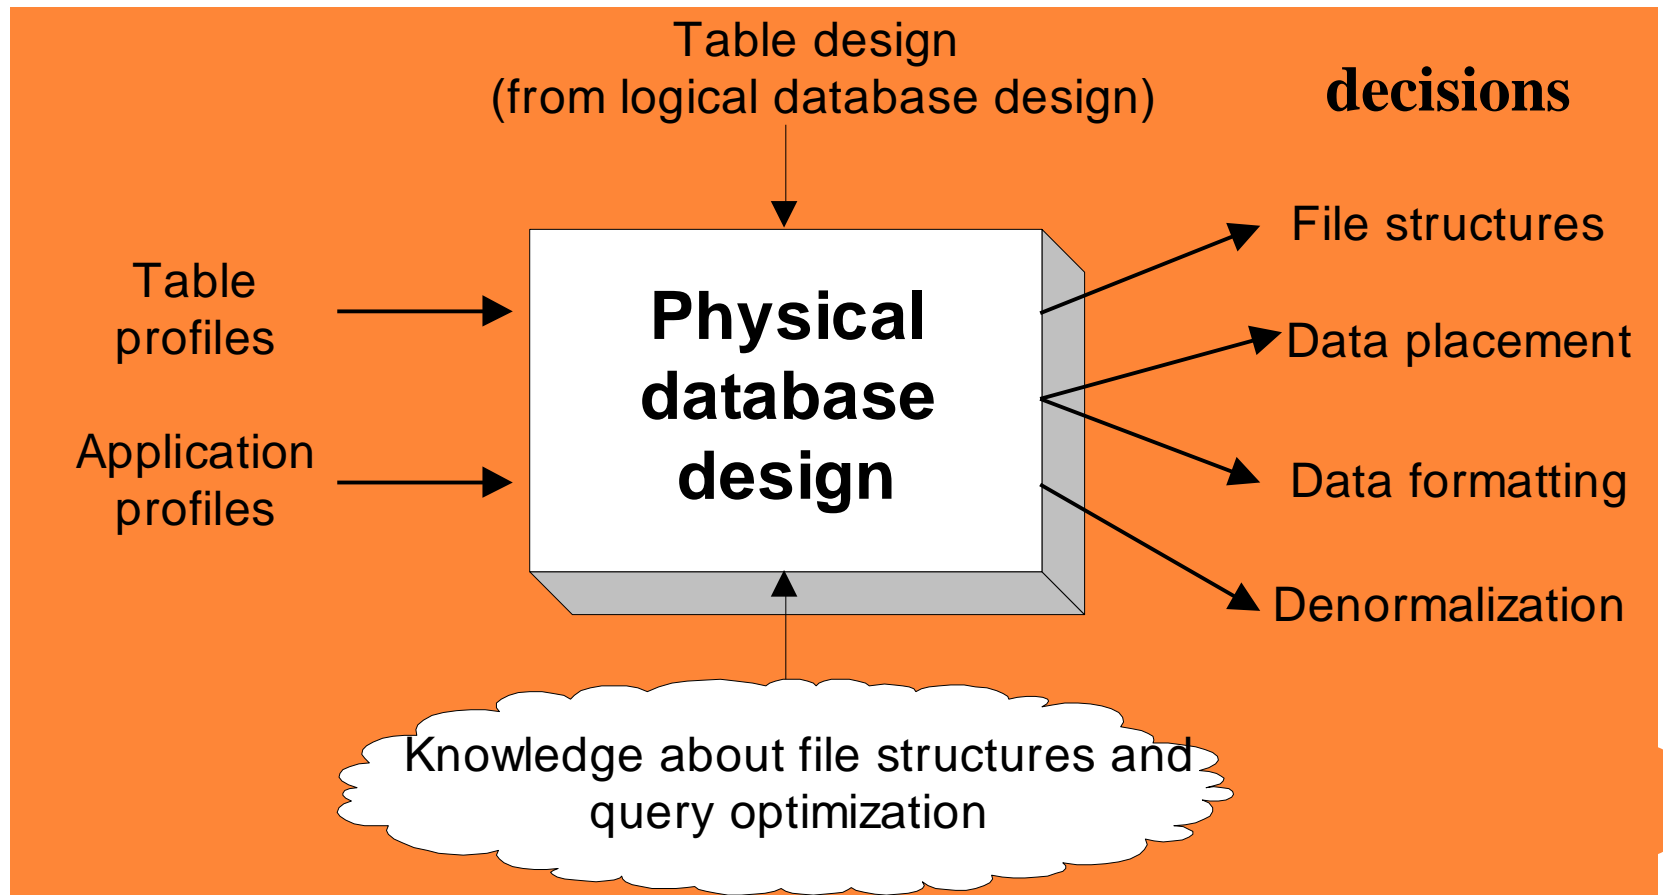 Table design
(from logical database design)
decisions
Table
profiles
Application
profiles
Physical
database
design
File structures
Data placement
Data formatting
Denormalization
Knowledge about file structures and
query optimization